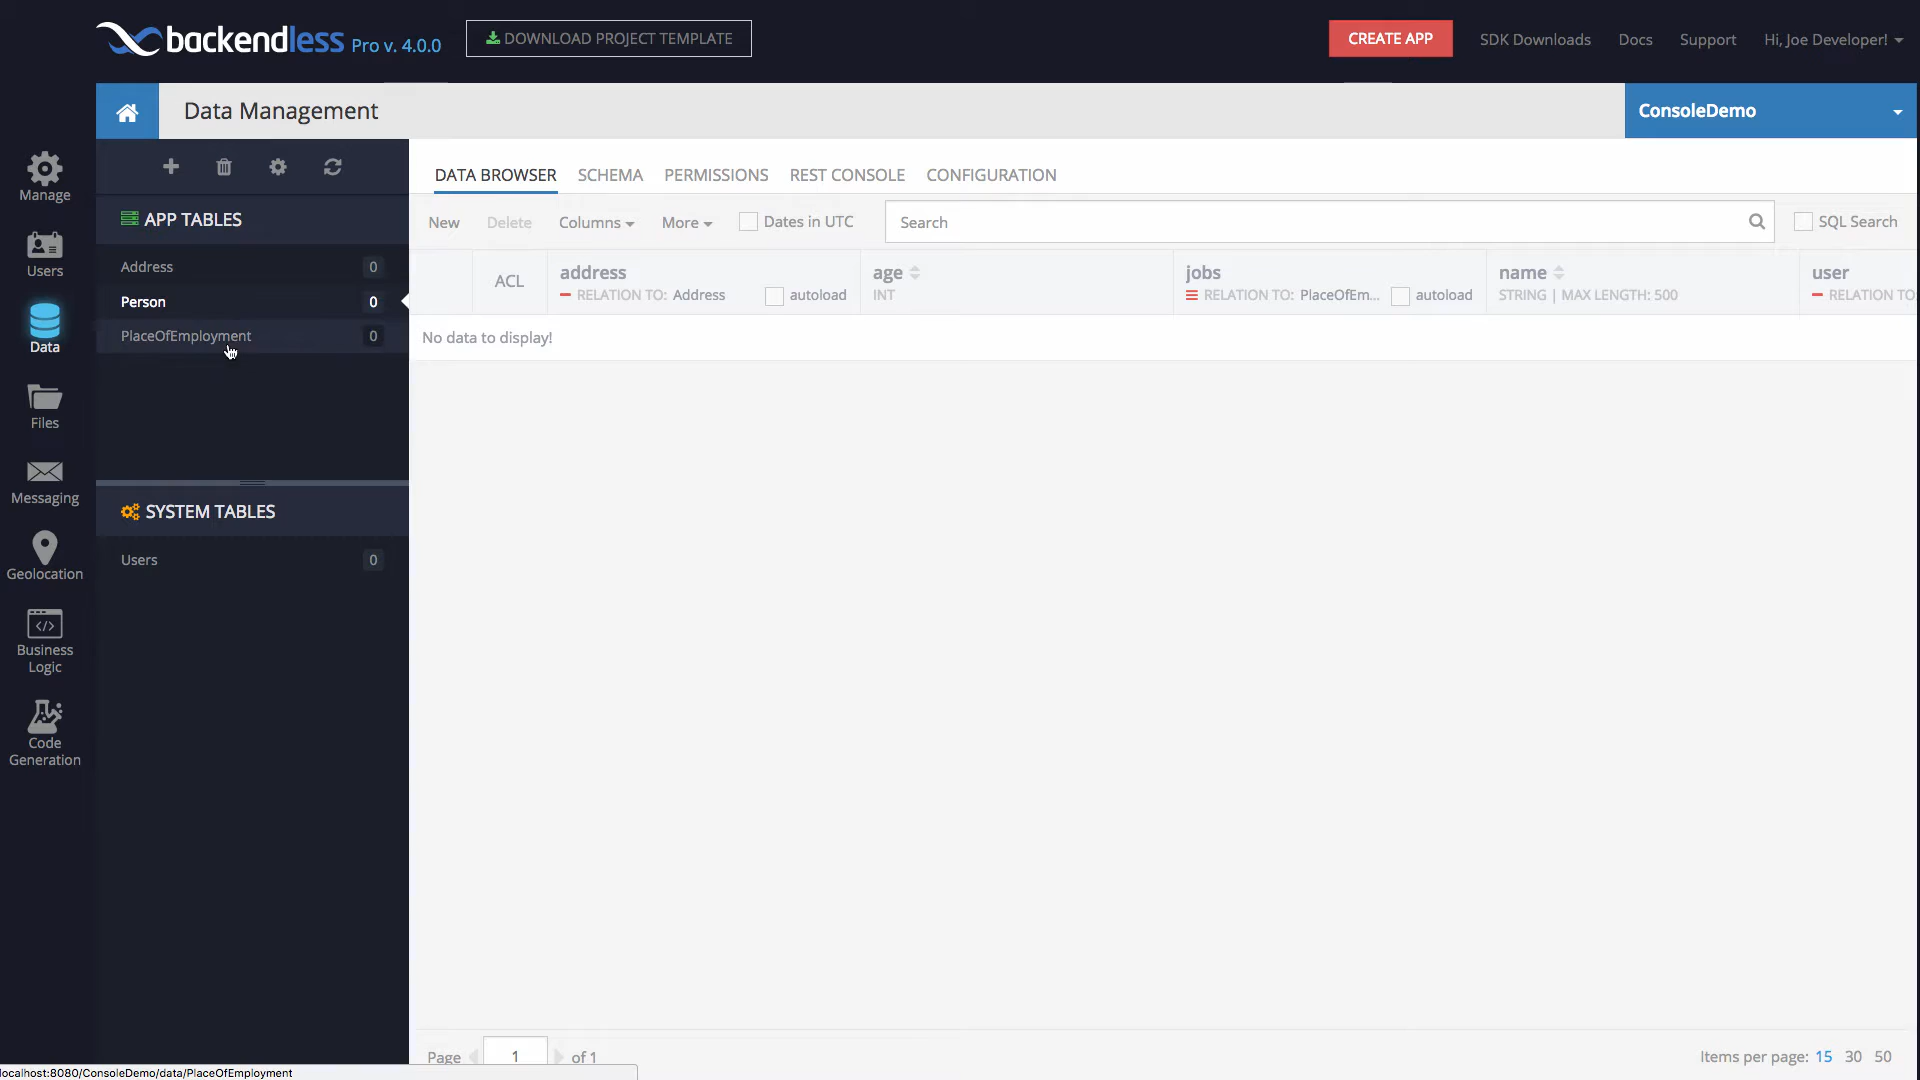 backendless Pro v. 4.0.0
DOWNLOAD PROJECT TEMPLATE
CREATE APP
SDK Downloads
Docs
Support
Hi, Joe Developer!
Data Management
ConsoleDemo
Manage
Users
Data
Files
Messaging
Geolocation
Business
Logic
Code
Generation
APP TABLES
Address 0
Person 0
PlaceOfEmployment 0
SYSTEM TABLES
Users 0
DATA BROWSER
SCHEMA
PERMISSIONS
REST CONSOLE
CONFIGURATION
New
Delete
Columns
More
Dates in UTC
Search
SQL Search
ACL
address
RELATION TO: Address
autoload
age
INT
jobs
RELATION TO: PlaceOfEm...
autoload
name
STRING | MAX LENGTH: 500
user
RELATION TO
No data to display!
Page 1 of 1
Items per page: 15 30 50
localhost:8080/ConsoleDemo/data/PlaceOfEmployment